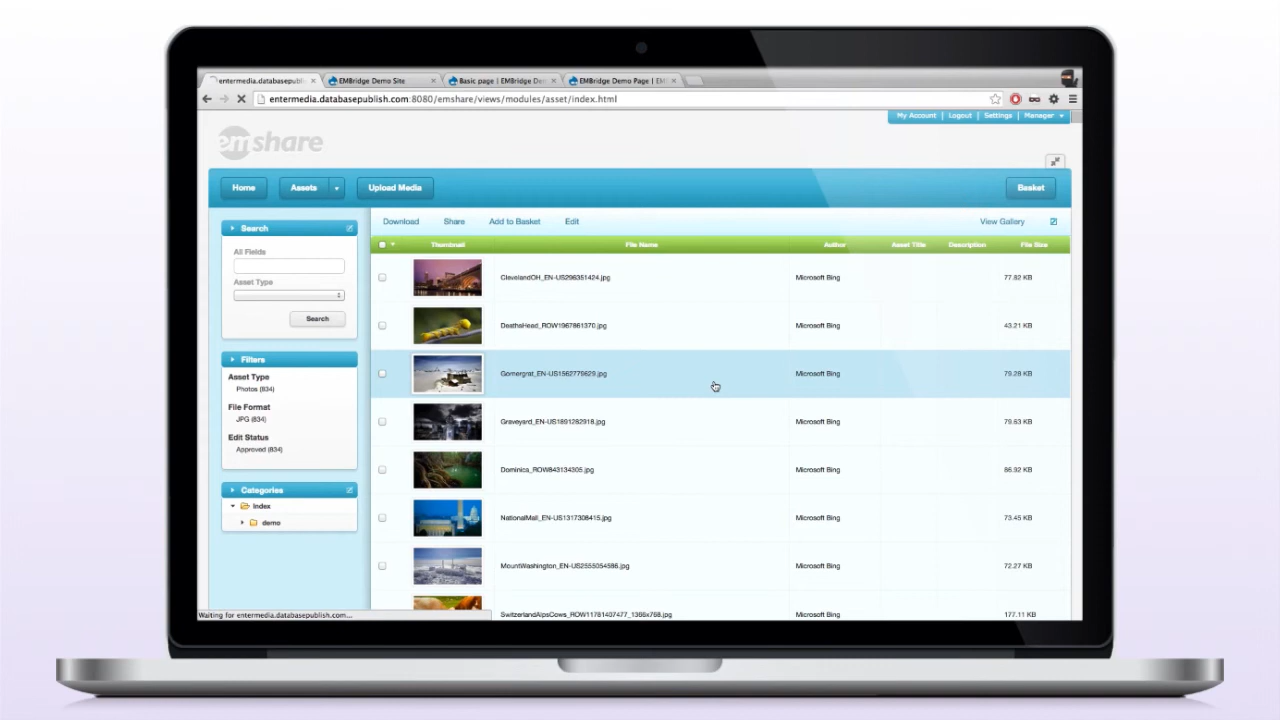 entermedia.databasepubli
EMBridge Demo Site
Basic page | EMBridge De
EMBridge Demo Page | EM
entermedia.databasepublish.com:8080/emshare/views/modules/asset/index.html
My Account | Logout | Settings | Manager
emshare
Home
Assets
Upload Media
Basket
Search
Download
Share
Add to Basket
Edit
View Gallery
All Fields
Asset Type
Search
Filters
Asset Type
Photos (834)
File Format
JPG (834)
Edit Status
Approved (834)
Categories
Index
demo
Thumbnail File Name Author Asset Title Description File Size
ClevelandOH_EN-US296351424.jpg Microsoft Bing 77.82 KB
DeathsHead_ROW1967861370.jpg Microsoft Bing 43.21 KB
Gornergrat_EN-US1562779629.jpg Microsoft Bing 79.28 KB
Graveyard_EN-US1891282918.jpg Microsoft Bing 79.63 KB
Dominica_ROW843134305.jpg Microsoft Bing 86.92 KB
NationalMall_EN-US1317308415.jpg Microsoft Bing 73.45 KB
MountWashington_EN-US2555054586.jpg Microsoft Bing 72.27 KB
SwitzerlandAlpsCows_ROW11781407477_1366x768.jpg Microsoft Bing 177.11 KB
Waiting for entermedia.databasepublish.com...